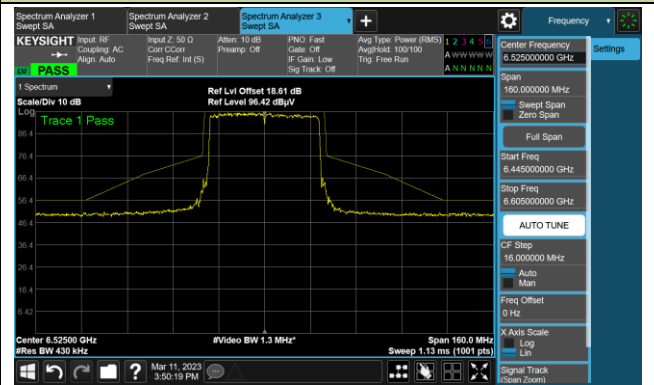 Spectrum Analyzer 1
Swept SA
Spectrum Analyzer 2
Swept SA
Spectrum Analyzer 3
Swept SA
Frequency
KEYSIGHT
Input: RF
Coupling: AC
Align: Auto
Input Z: 50 Ω
Corr CCorr
Freq Ref: Int (S)
Atten: 10 dB
Preamp: Off
PNO: Fast
Gate: Off
IF Gain: Low
Sig Track: Off
Avg Type: Power (RMS)
Avg|Hold: 100/100
Trig: Free Run
1 2 3 4 5 6
A W W W W W
A N N N N N
PASS
1 Spectrum
Scale/Div 10 dB
Ref Lvl Offset 18.61 dB
Ref Level 96.42 dBµV
Log
Trace 1 Pass
86.4
76.4
66.4
56.4
46.4
36.4
26.4
16.4
6.42
Center 6.52500 GHz
#Res BW 430 kHz
#Video BW 1.3 MHz*
Span 160.0 MHz
Sweep 1.13 ms (1001 pts)
Mar 11, 2023
3:50:19 PM
Center Frequency
6.525000000 GHz
Settings
Span
160.000000 MHz
Swept Span
Zero Span
Full Span
Start Freq
6.445000000 GHz
Stop Freq
6.605000000 GHz
AUTO TUNE
CF Step
16.000000 MHz
Auto
Man
Freq Offset
0 Hz
X Axis Scale
Log
Lin
Signal Track
(Span Zoom)